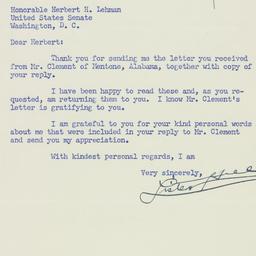 Honorable Herbert H. Lehman
United States Senate
Washington, D. C.
Dear Herbert:
Thank you for sending me the letter you received
from Mr. Clement of Mentone, Alabama, together with copy of
your reply.
I have been happy to read these and, as you re-
quested, am returning them to you. I know Mr. Clement's
letter is gratifying to you.
I am grateful to you for your kind personal words
about me that were included in your reply to Mr. Clement
and send you my appreciation.
With kindest personal regards, I am
Very sincerely,
Lister Hill